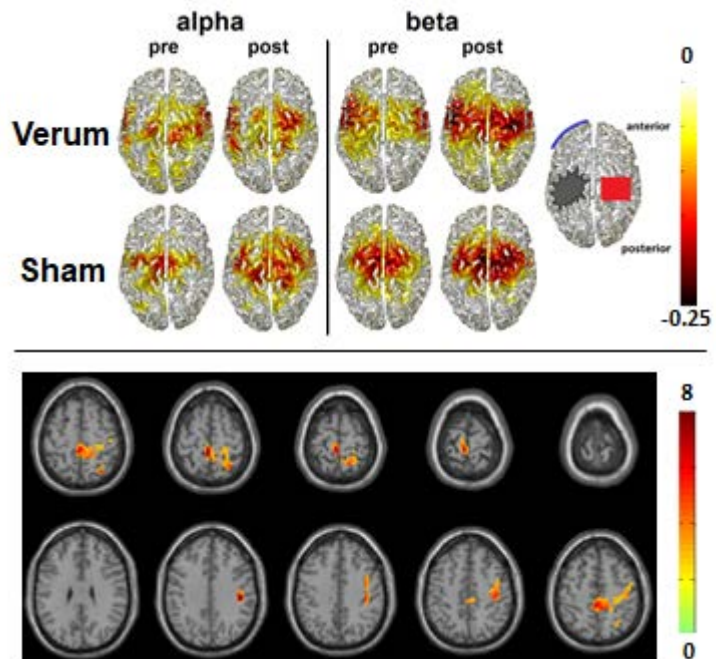 alpha beta
pre post pre post
0
Verum
anterior
posterior
Sham
-0.25
8
0